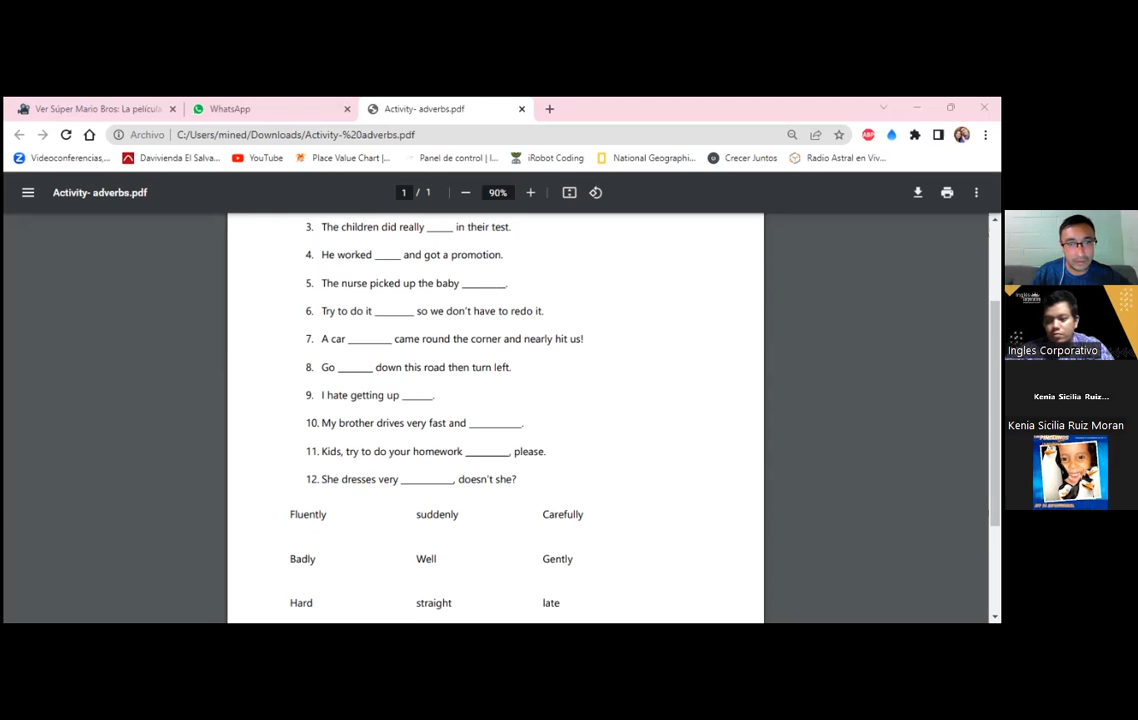 Ver Súper Mario Bros: La película
WhatsApp
Activity- adverbs.pdf
Archivo
C:/Users/mined/Downloads/Activity-%20adverbs.pdf
ABP
Videoconferencias,...
Davivienda El Salva...
YouTube
Place Value Chart |...
Panel de control | I...
iRobot Coding
National Geographi...
Crecer Juntos
Radio Astral en Viv...
Activity- adverbs.pdf
1 / 1
90%
3. The children did really _____ in their test.
4. He worked _____ and got a promotion.
5. The nurse picked up the baby ________.
6. Try to do it _______ so we don't have to redo it.
7. A car ________ came round the corner and nearly hit us!
8. Go ______ down this road then turn left.
9. I hate getting up ______.
10. My brother drives very fast and __________.
11. Kids, try to do your homework ________, please.
12. She dresses very __________, doesn't she?
Fluently suddenly Carefully
Badly Well Gently
Hard straight late
Ingles Corporativo
Kenia Sicilia Ruiz...
Kenia Sicilia Ruiz Moran